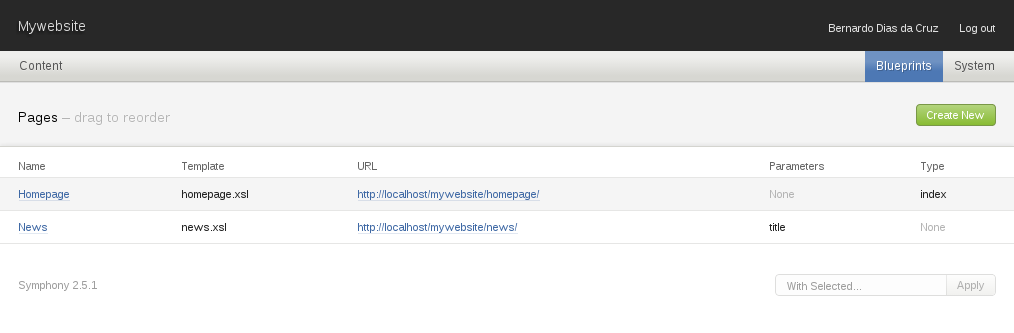 Mywebsite
Bernardo Dias da Cruz Log out
Content Blueprints System
Pages – drag to reorder Create New
Name Template URL Parameters Type
Homepage homepage.xsl http://localhost/mywebsite/homepage/ None index
News news.xsl http://localhost/mywebsite/news/ title None
Symphony 2.5.1 With Selected... Apply